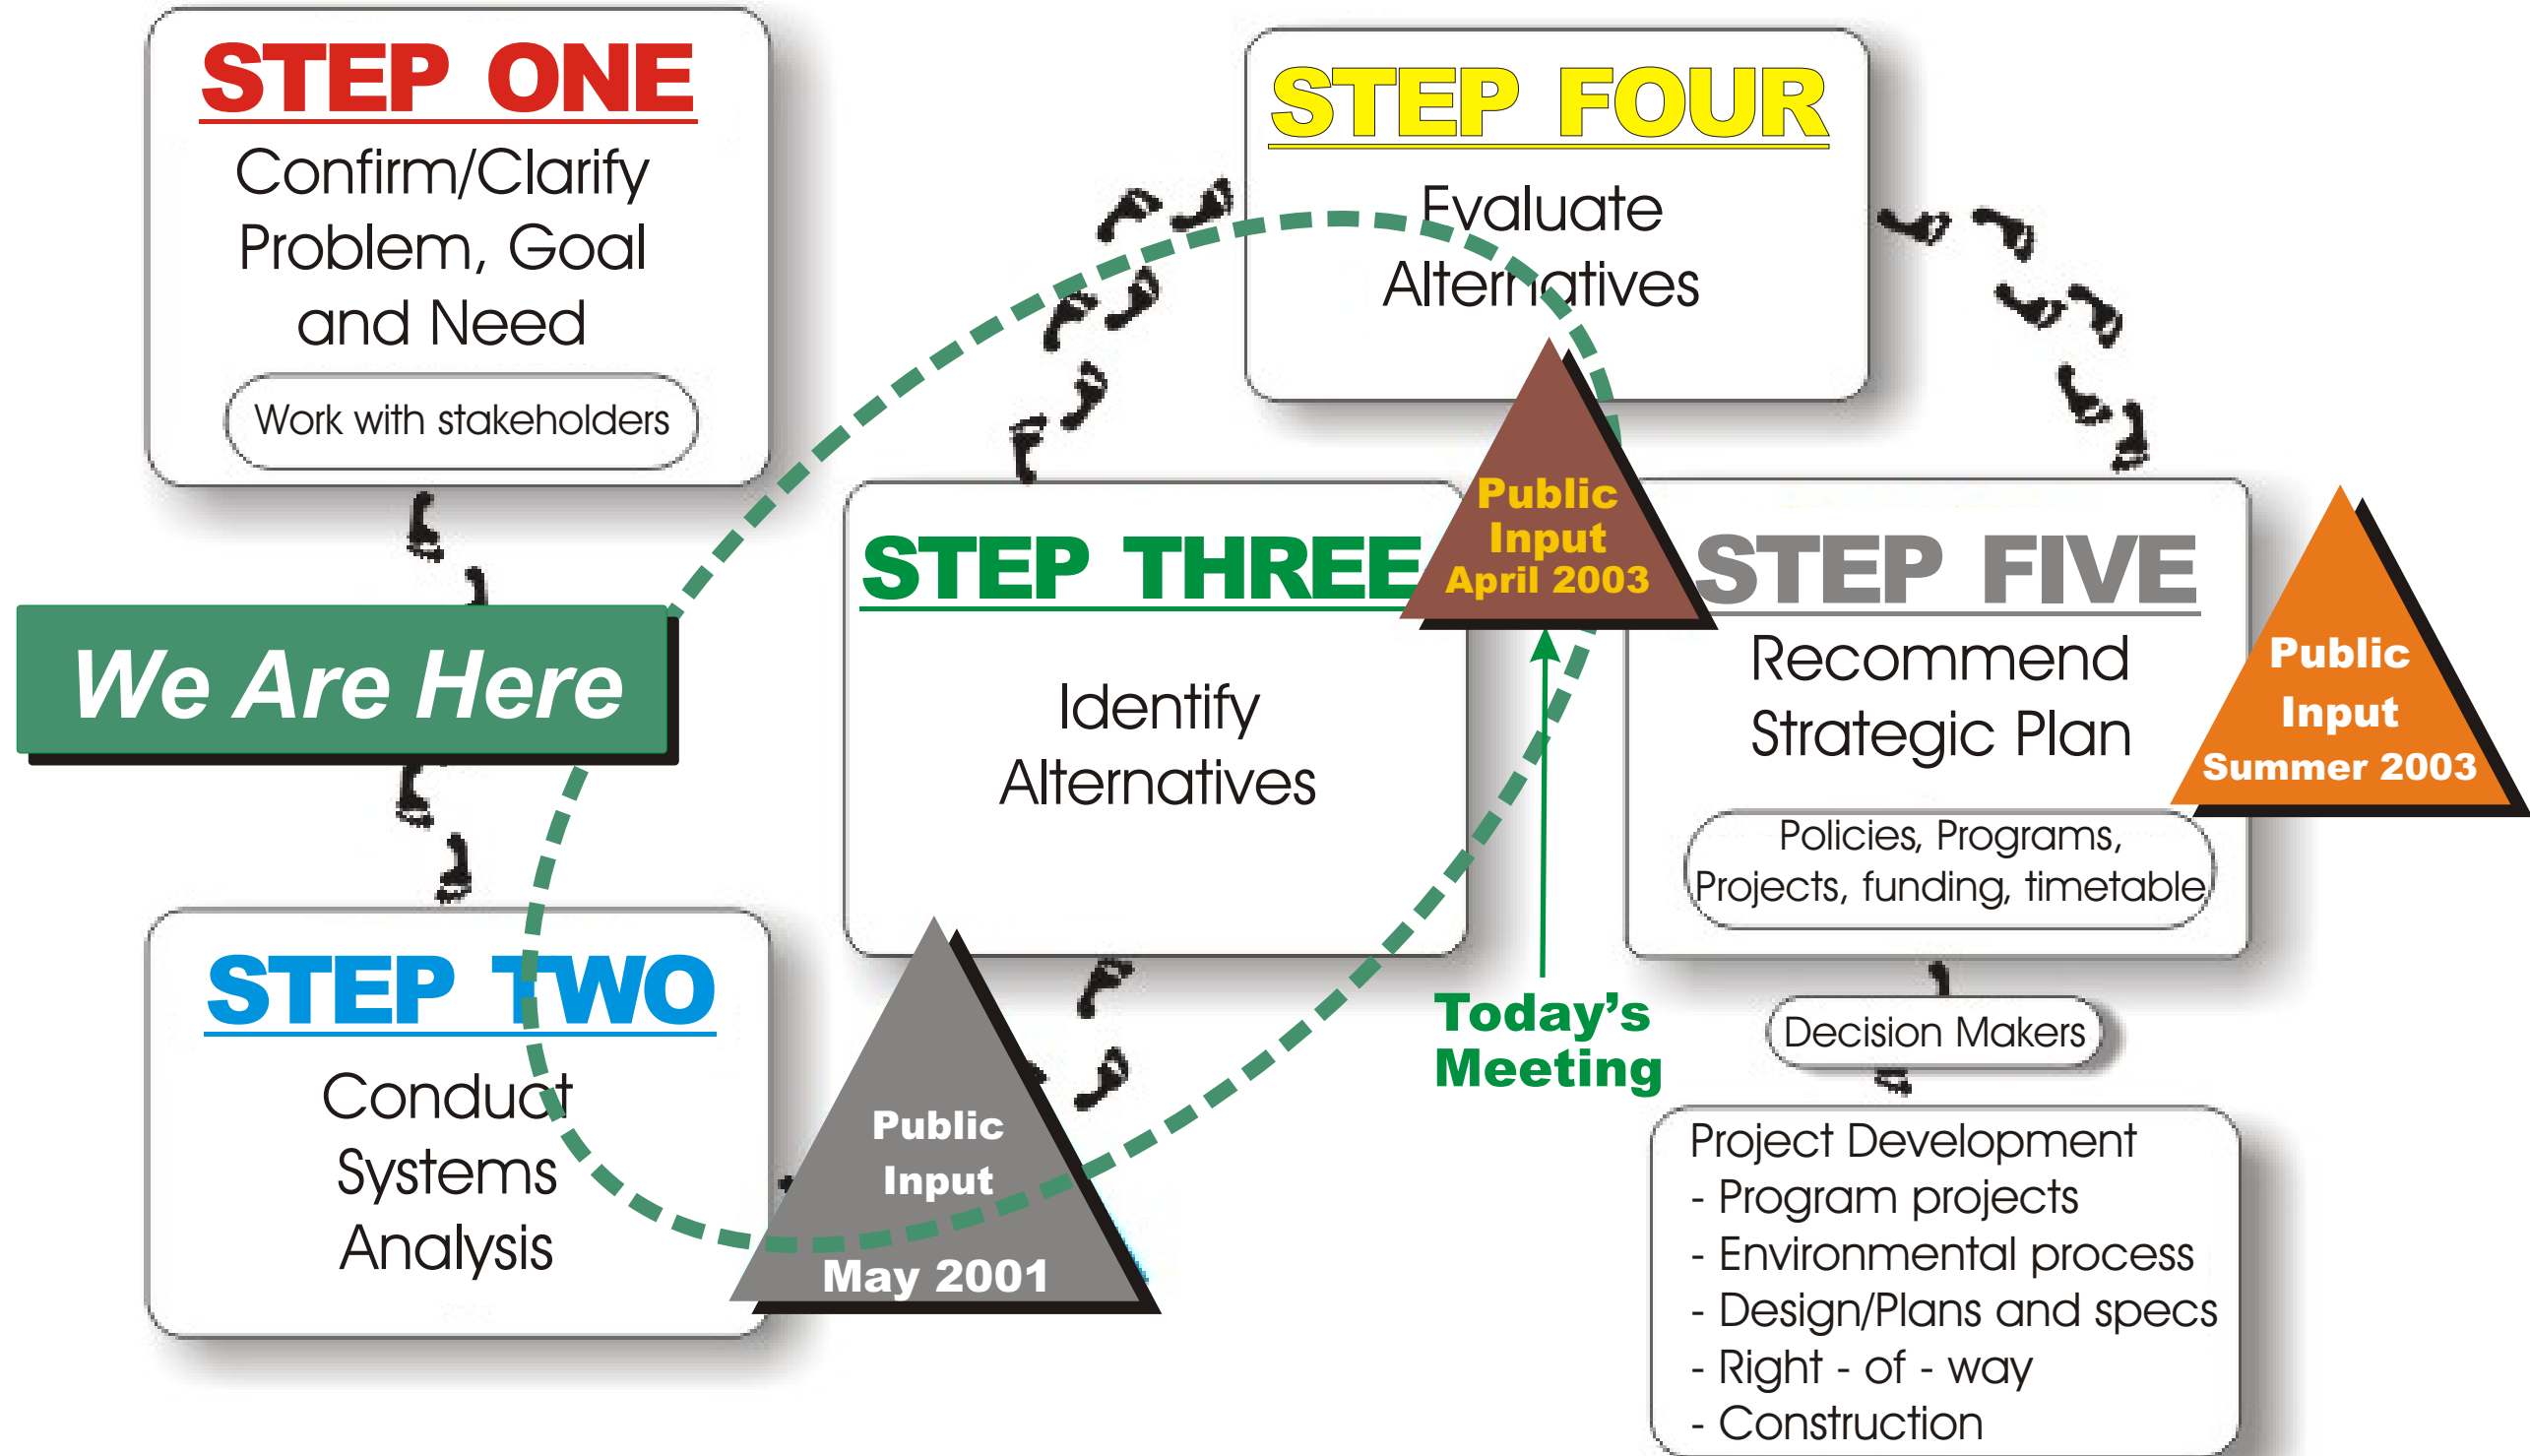 STEP ONE
Confirm/Clarify
Problem, Goal
and Need
Work with stakeholders
We Are Here
STEP TWO
Conduct
Systems
Analysis
Public
Input
May 2001
STEP THREE
Identify
Alternatives
STEP FOUR
Evaluate
Alternatives
Public
Input
April 2003
Today's
Meeting
STEP FIVE
Recommend
Strategic Plan
Policies, Programs,
Projects, funding, timetable
Public
Input
Summer 2003
Decision Makers
Project Development
- Program projects
- Environmental process
- Design/Plans and specs
- Right - of - way
- Construction